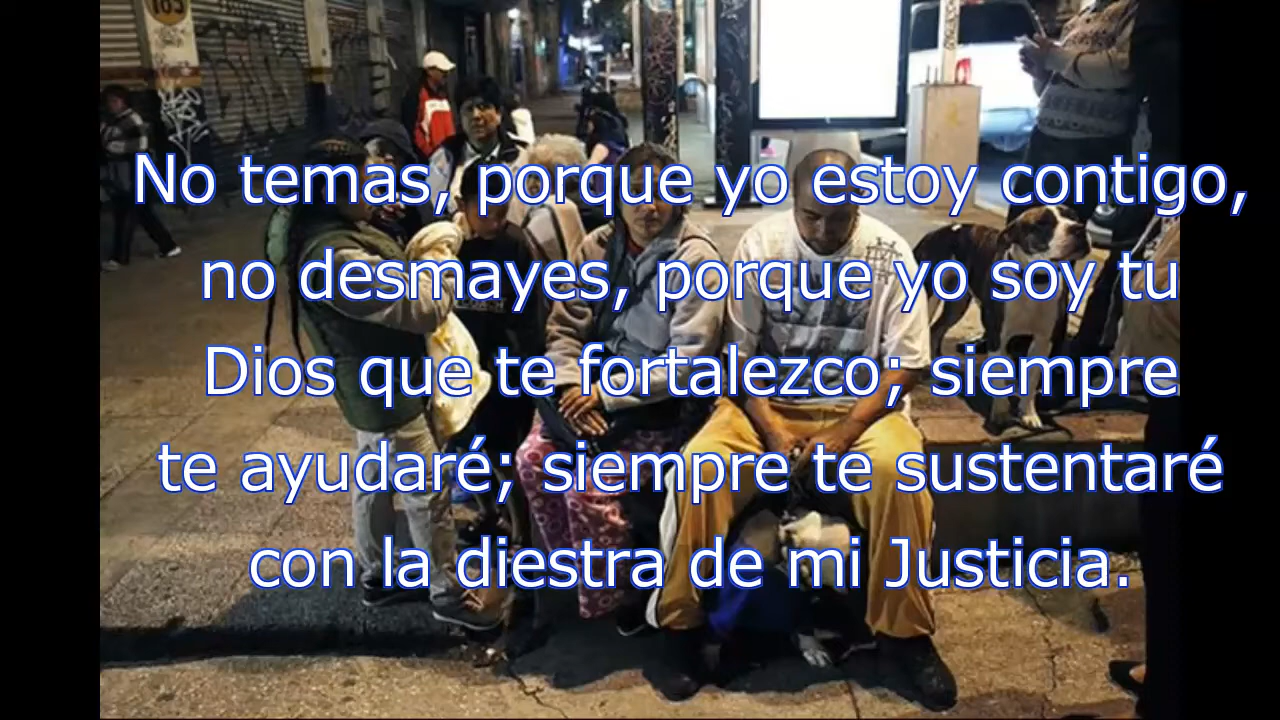 103
No temas, porque yo estoy contigo,
no desmayes, porque yo soy tu
Dios que te fortalezco; siempre
te ayudaré; siempre te sustentaré
con la diestra de mi Justicia.